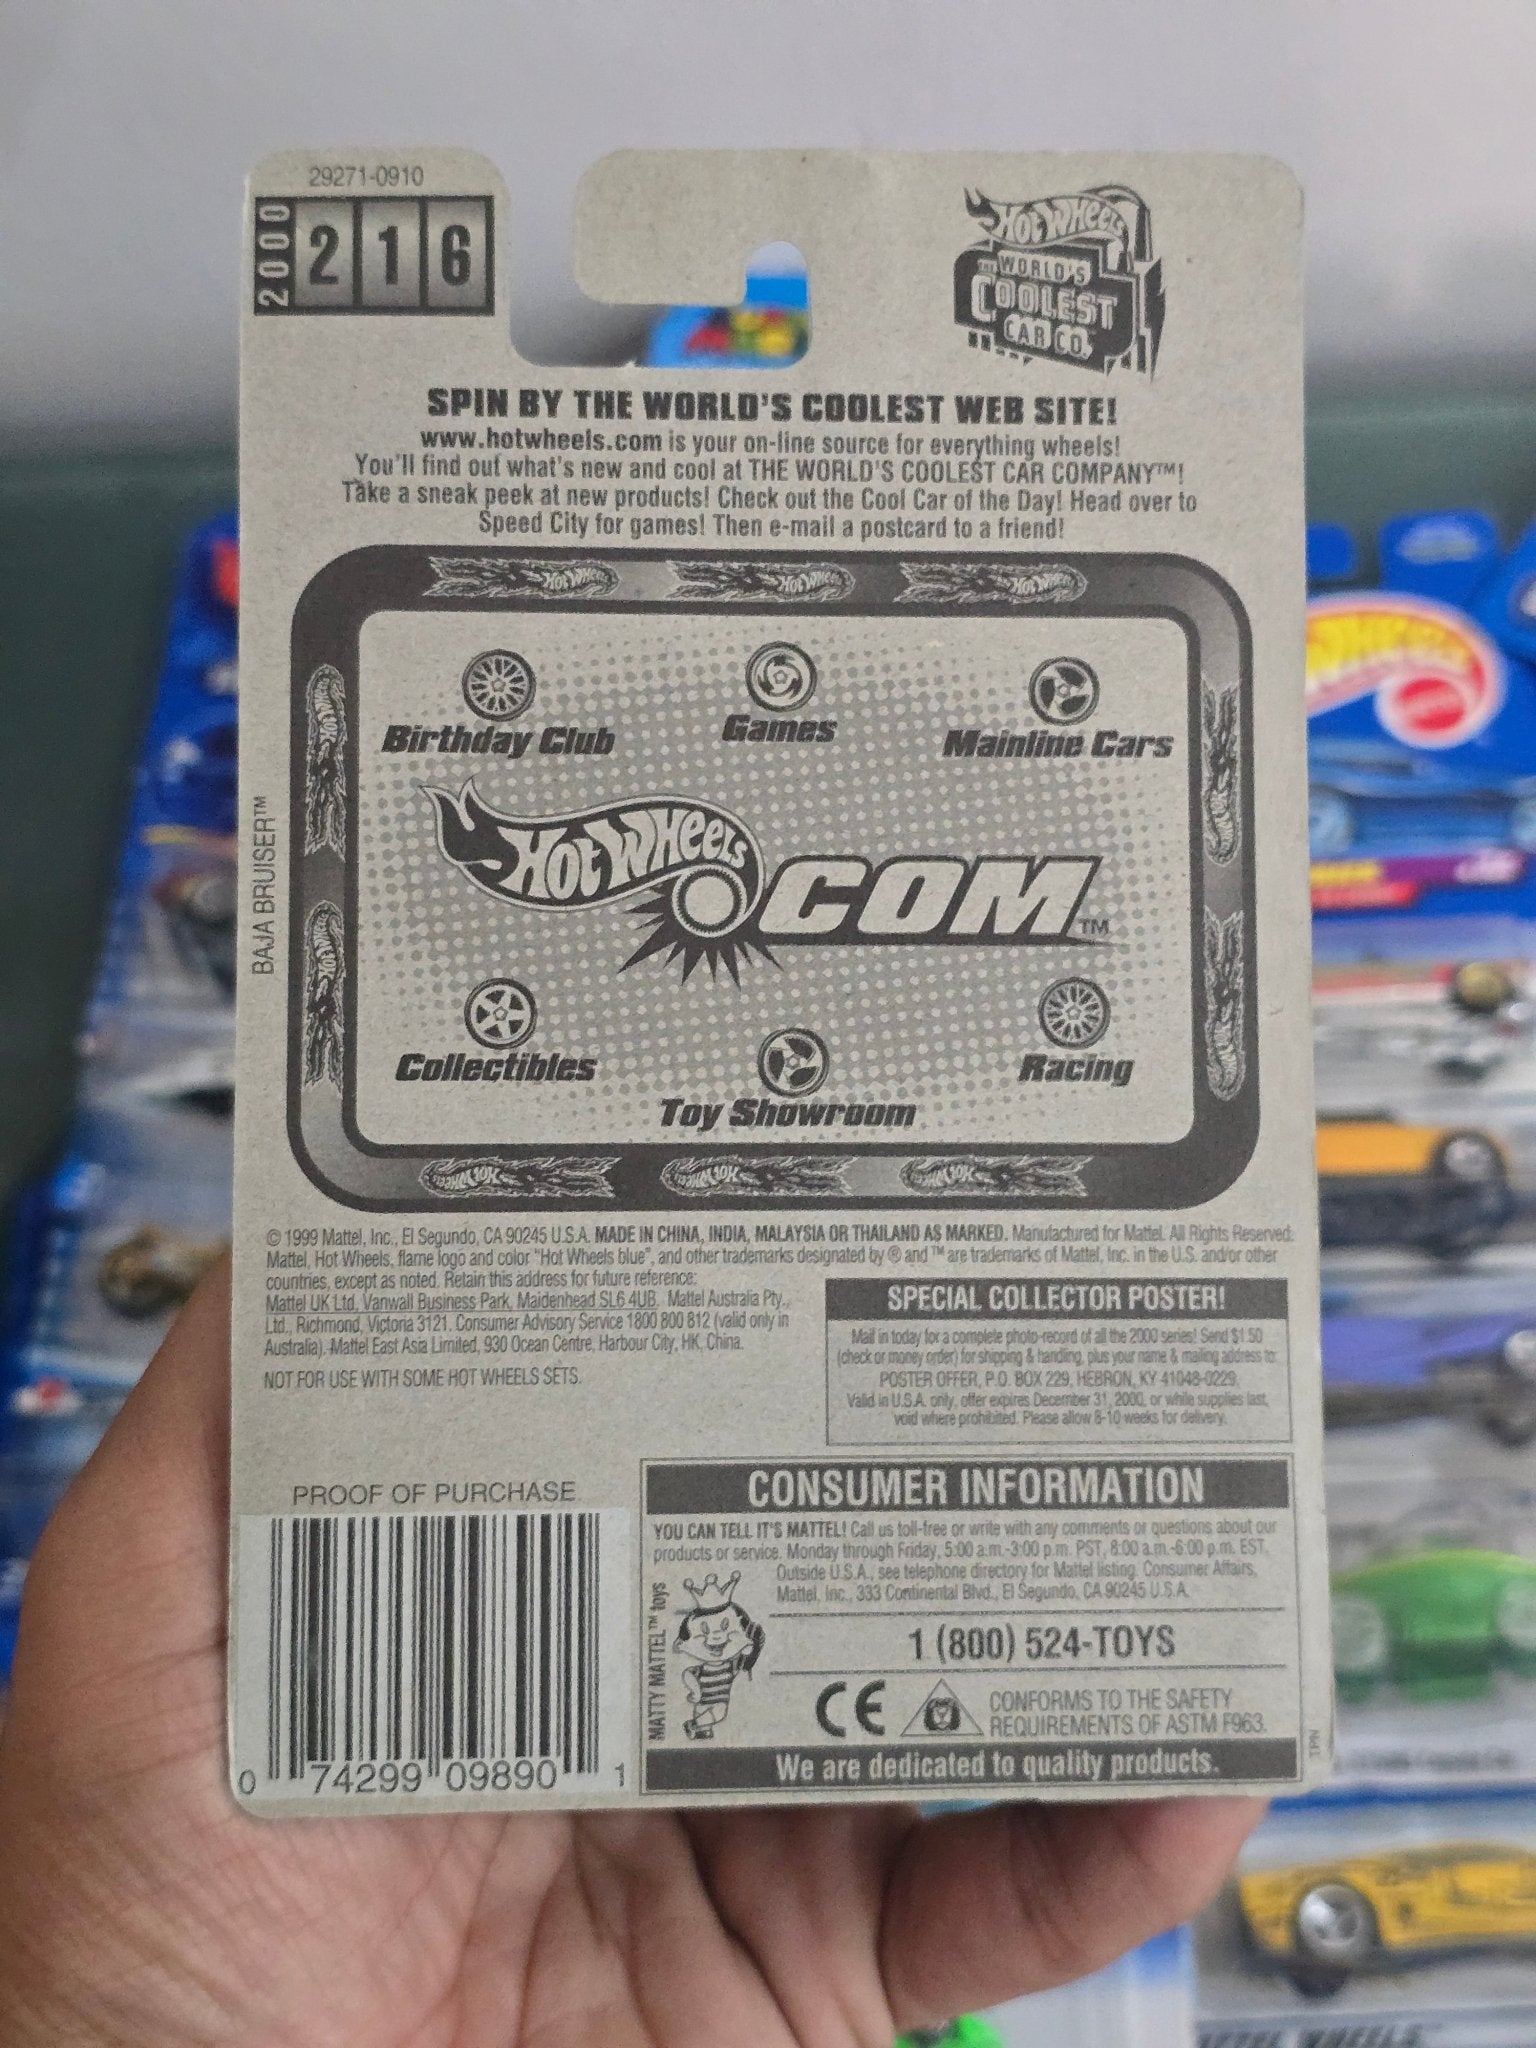 29271-0910
2000
216
HOT WHEELS
THE WORLD'S
COOLEST
CAR CO.
SPIN BY THE WORLD'S COOLEST WEB SITE!
www.hotwheels.com is your on-line source for everything wheels!
You'll find out what's new and cool at THE WORLD'S COOLEST CAR COMPANY™!
Take a sneak peek at new products! Check out the Cool Car of the Day! Head over to
Speed City for games! Then e-mail a postcard to a friend!
HOT WHEELS HOT WHEELS HOT WHEELS
Birthday Club
Games
Mainline Cars
BAJA BRUISER™
HOT WHEELS
.COM™
Collectibles
Toy Showroom
Racing
HOT WHEELS HOT WHEELS HOT WHEELS
© 1999 Mattel, Inc., El Segundo, CA 90245 U.S.A. MADE IN CHINA, INDIA, MALAYSIA OR THAILAND AS MARKED. Manufactured for Mattel. All Rights Reserved.
Mattel, Hot Wheels, flame logo and color "Hot Wheels blue", and other trademarks designated by ® and ™ are trademarks of Mattel, Inc. in the U.S. and/or other
countries, except as noted. Retain this address for future reference:
Mattel UK Ltd, Vanwall Business Park, Maidenhead SL6 4UB. Mattel Australia Pty.,
Ltd., Richmond, Victoria 3121. Consumer Advisory Service 1800 800 812 (valid only in
Australia). Mattel East Asia Limited, 930 Ocean Centre, Harbour City, HK, China.
NOT FOR USE WITH SOME HOT WHEELS SETS.
SPECIAL COLLECTOR POSTER!
Mail in today for a complete photo-record of all the 2000 series! Send $1.50
(check or money order) for shipping & handling, plus your name & mailing address to:
POSTER OFFER, P.O. BOX 229, HEBRON, KY 41048-0229.
Valid in U.S.A. only, offer expires December 31, 2000, or while supplies last,
void where prohibited. Please allow 8-10 weeks for delivery.
PROOF OF PURCHASE
0 74299 09890 1
CONSUMER INFORMATION
YOU CAN TELL IT'S MATTEL! Call us toll-free or write with any comments or questions about our
products or service. Monday through Friday, 5:00 a.m.-3:00 p.m. PST, 8:00 a.m.-6:00 p.m. EST.
Outside U.S.A., see telephone directory for Mattel listing. Consumer Affairs,
Mattel, Inc., 333 Continental Blvd., El Segundo, CA 90245 U.S.A.
MATTY MATTEL™ toys
1 (800) 524-TOYS
CE
CONFORMS TO THE SAFETY
REQUIREMENTS OF ASTM F963.
We are dedicated to quality products.
TPN